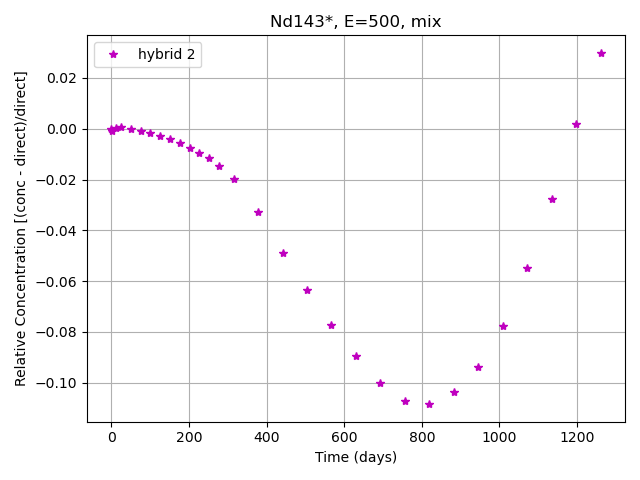 Nd143*, E=500, mix
hybrid 2
Relative Concentration [(conc - direct)/direct]
0.02
0.00
−0.02
−0.04
−0.06
−0.08
−0.10
0 200 400 600 800 1000 1200
Time (days)